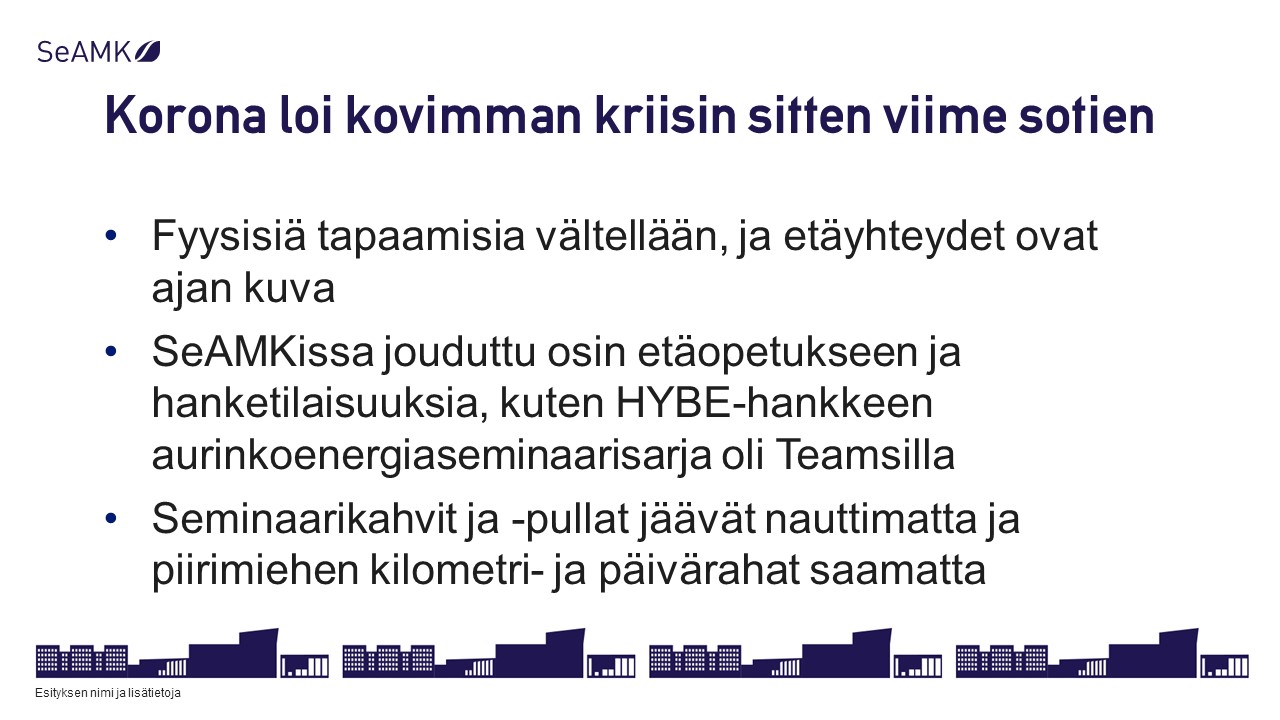 SeAMK
Korona loi kovimman kriisin sitten viime sotien
• Fyysisiä tapaamisia vältellään, ja etäyhteydet ovat
ajan kuva
• SeAMKissa jouduttu osin etäopetukseen ja
hanketilaisuuksia, kuten HYBE-hankkeen
aurinkoenergiaseminaarisarja oli Teamsilla
• Seminaarikahvit ja -pullat jäävät nauttimatta ja
piirimiehen kilometri- ja päivärahat saamatta
Esityksen nimi ja lisätietoja